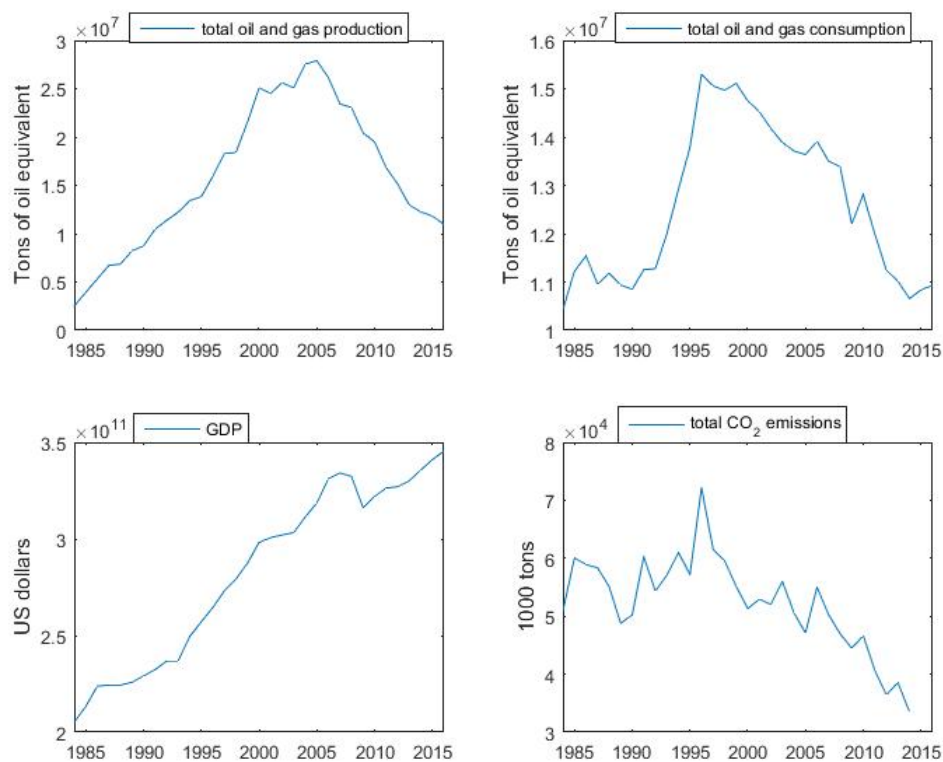 total oil and gas production
×10^7
3
2.5
2
1.5
1
0.5
0
Tons of oil equivalent
1985 1990 1995 2000 2005 2010 2015
total oil and gas consumption
×10^7
1.6
1.5
1.4
1.3
1.2
1.1
1
Tons of oil equivalent
1985 1990 1995 2000 2005 2010 2015
GDP
×10^11
3.5
3
2.5
2
US dollars
1985 1990 1995 2000 2005 2010 2015
total CO_2 emissions
×10^4
8
7
6
5
4
3
1000 tons
1985 1990 1995 2000 2005 2010 2015